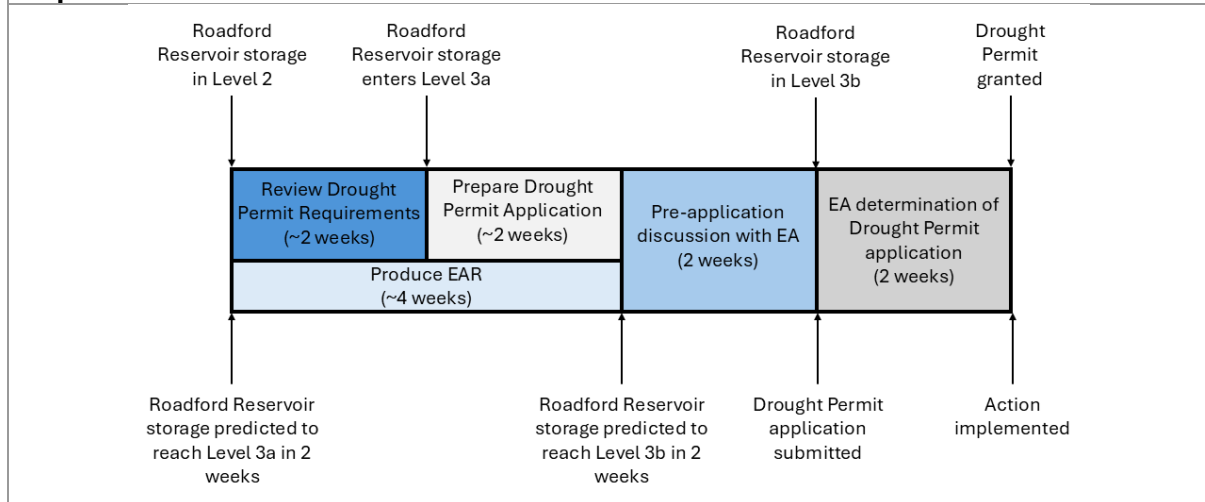 Roadford
Reservoir storage
in Level 2
Roadford
Reservoir storage
enters Level 3a
Roadford
Reservoir storage
in Level 3b
Drought
Permit
granted
Review Drought
Permit Requirements
(~2 weeks)
Prepare Drought
Permit Application
(~2 weeks)
Produce EAR
(~4 weeks)
Pre-application
discussion with EA
(2 weeks)
EA determination of
Drought Permit
application
(2 weeks)
Roadford Reservoir
storage predicted to
reach Level 3a in 2
weeks
Roadford Reservoir
storage predicted to
reach Level 3b in 2
weeks
Drought Permit
application
submitted
Action
implemented